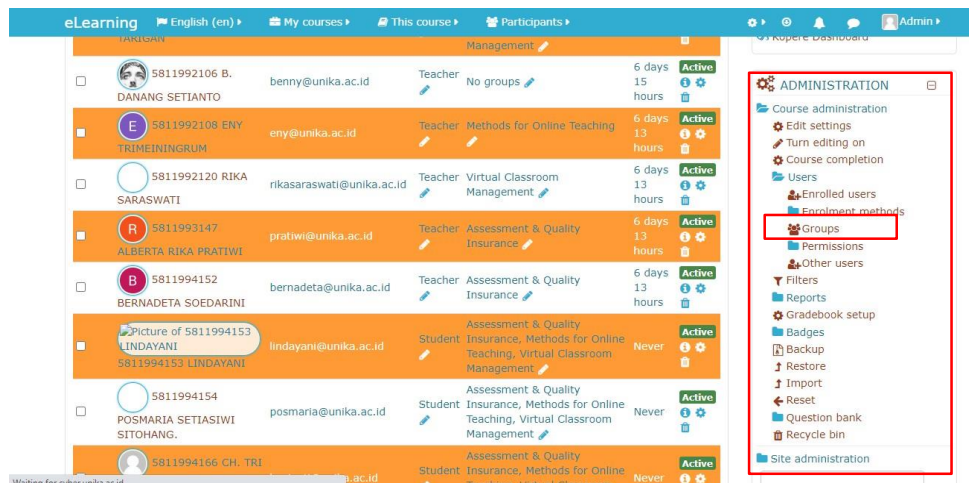 eLearning English (en) My courses This course Participants Admin
TARIGAN
Management
Kopere Dashboard
5811992106 B.
DANANG SETIANTO
benny@unika.ac.id
Teacher
No groups
6 days
15
hours
Active
5811992108 ENY
TRIMEININGRUM
eny@unika.ac.id
Teacher
Methods for Online Teaching
6 days
13
hours
Active
5811992120 RIKA
SARASWATI
rikasaraswati@unika.ac.id
Teacher
Virtual Classroom
Management
6 days
13
hours
Active
R
5811993147
ALBERTA RIKA PRATIWI
pratiwi@unika.ac.id
Teacher
Assessment & Quality
Insurance
6 days
13
hours
Active
B
5811994152
BERNADETA SOEDARINI
bernadeta@unika.ac.id
Teacher
Assessment & Quality
Insurance
6 days
13
hours
Active
Picture of 5811994153
LINDAYANI
5811994153 LINDAYANI
lindayani@unika.ac.id
Student
Assessment & Quality
Insurance, Methods for Online
Teaching, Virtual Classroom
Management
Never
Active
5811994154
POSMARIA SETIASIWI
SITOHANG.
posmaria@unika.ac.id
Student
Assessment & Quality
Insurance, Methods for Online
Teaching, Virtual Classroom
Management
Never
Active
5811994166 CH. TRI
Student
Assessment & Quality
Insurance, Methods for Online
Never
Active
E
ADMINISTRATION
Course administration
Edit settings
Turn editing on
Course completion
Users
Enrolled users
Enrolment methods
Groups
Permissions
Other users
Filters
Reports
Gradebook setup
Badges
Backup
Restore
Import
Reset
Question bank
Recycle bin
Site administration